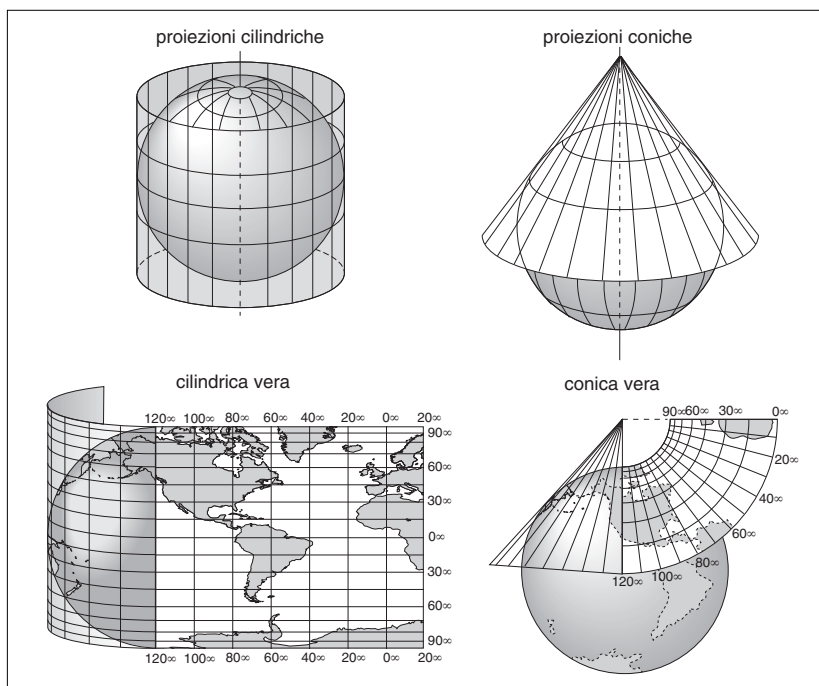 proiezioni cilindriche
proiezioni coniche
cilindrica vera
120∞ 100∞ 80∞ 60∞ 40∞ 20∞ 0∞ 20∞
90∞
60∞
30∞
0∞
30∞
60∞
90∞
120∞ 100∞ 80∞ 60∞ 40∞ 20∞ 0∞ 20∞
conica vera
90∞ 60∞ 30∞ 0∞
20∞
40∞
60∞
80∞
100∞
120∞